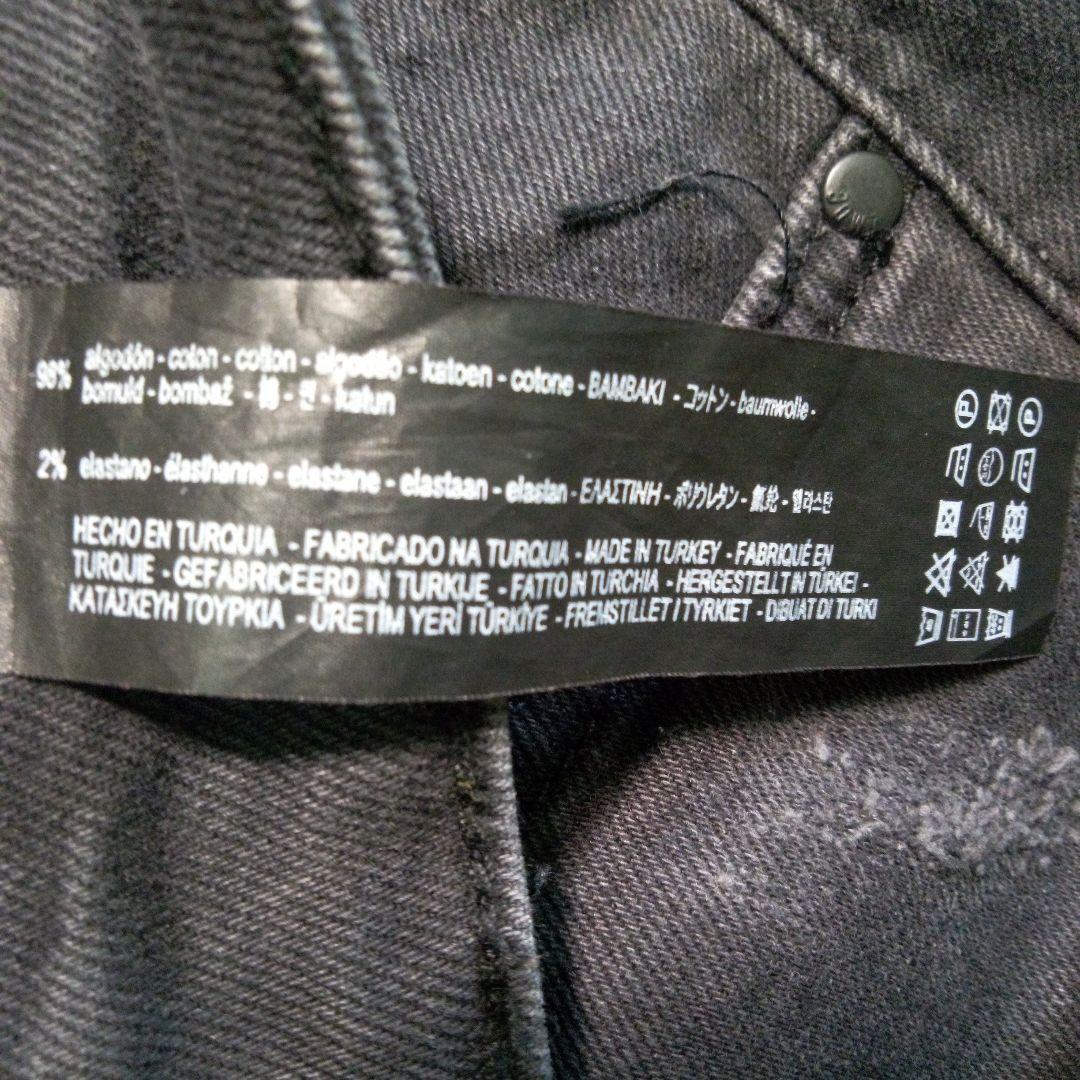 98% algodón - coton - cotton - algodão - katoen - cotone - BAMBAKI - コットン - baumwolle -
bomuld - bombaž - 綿 - 면 - katun
2% elastano - élasthanne - elastane - elastaan - elastan - ΕΛΑΣΤΙΝΗ - ポリウレタン - 氨纶 - 엘라스탄
HECHO EN TURQUIA - FABRICADO NA TURQUIA - MADE IN TURKEY - FABRIQUÉ EN
TURQUIE - GEFABRICEERD IN TURKIJE - FATTO IN TURCHIA - HERGESTELLT IN TÜRKEI -
ΚΑΤΑΣΚΕΥΗ ΤΟΥΡΚΙΑ - ÜRETİM YERİ TÜRKİYE - FREMSTILLET İ TYRKIET - DIBUAT DI TURKI
P P